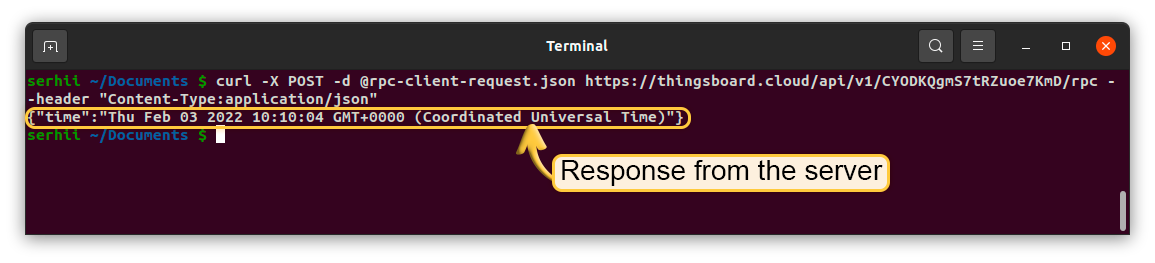 Terminal
serhii ~/Documents $ curl -X POST -d @rpc-client-request.json https://thingsboard.cloud/api/v1/CYODKQgmS7tRZuoe7KmD/rpc -
-header "Content-Type:application/json"
{"time":"Thu Feb 03 2022 10:10:04 GMT+0000 (Coordinated Universal Time)"}
serhii ~/Documents $
Response from the server